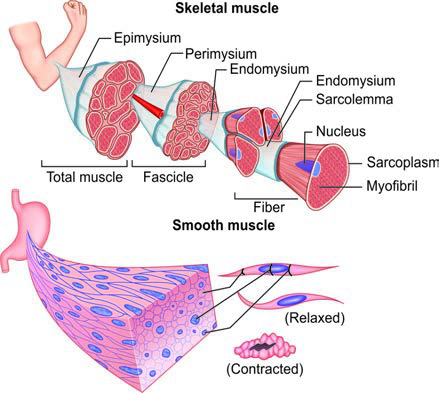 Skeletal muscle
Epimysium
Perimysium
Endomysium
Endomysium
Sarcolemma
Nucleus
Sarcoplasm
Myofibril
Total muscle
Fascicle
Fiber
Smooth muscle
(Relaxed)
(Contracted)